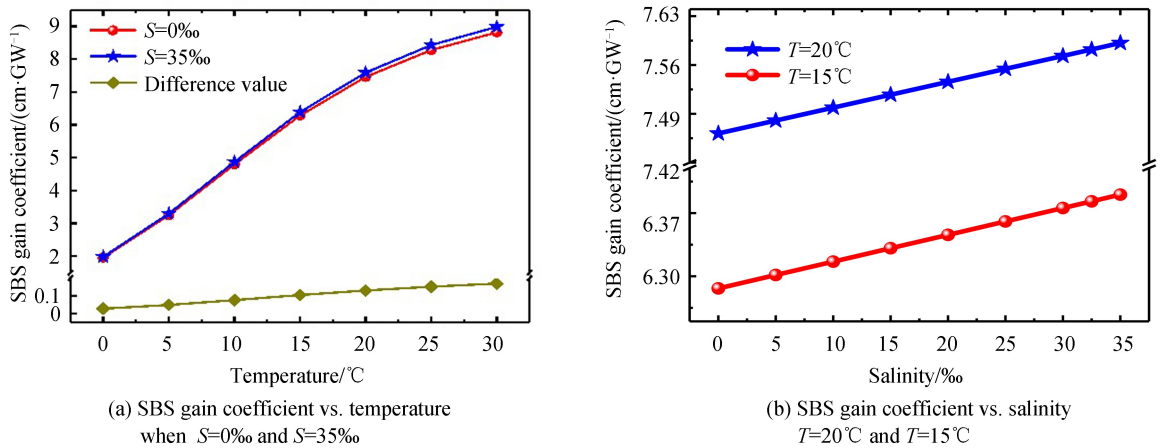 SBS gain coefficient/(cm·GW⁻¹)
9
8
7
6
5
4
3
2
0.1
0
S=0‰
S=35‰
Difference value
0 5 10 15 20 25 30
Temperature/℃
(a) SBS gain coefficient vs. temperature
when S=0‰ and S=35‰
SBS gain coefficient/(cm·GW⁻¹)
7.63
7.56
7.49
7.42
6.37
6.30
T=20℃
T=15℃
0 5 10 15 20 25 30 35
Salinity/‰
(b) SBS gain coefficient vs. salinity
T=20℃ and T=15℃